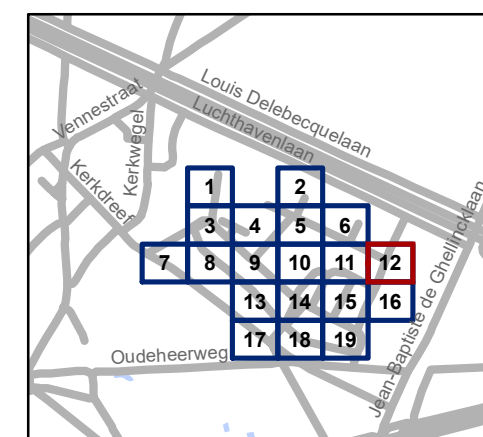 Louis Delebecquelaan
Luchthavenlaan
Vennestraat
Kerkwegel
Kerkdreef
1 2
3 4 5 6
7 8 9 10 11 12
13 14 15 16
17 18 19
Oudeheerweg
Jean-Baptiste de Ghellincklaan